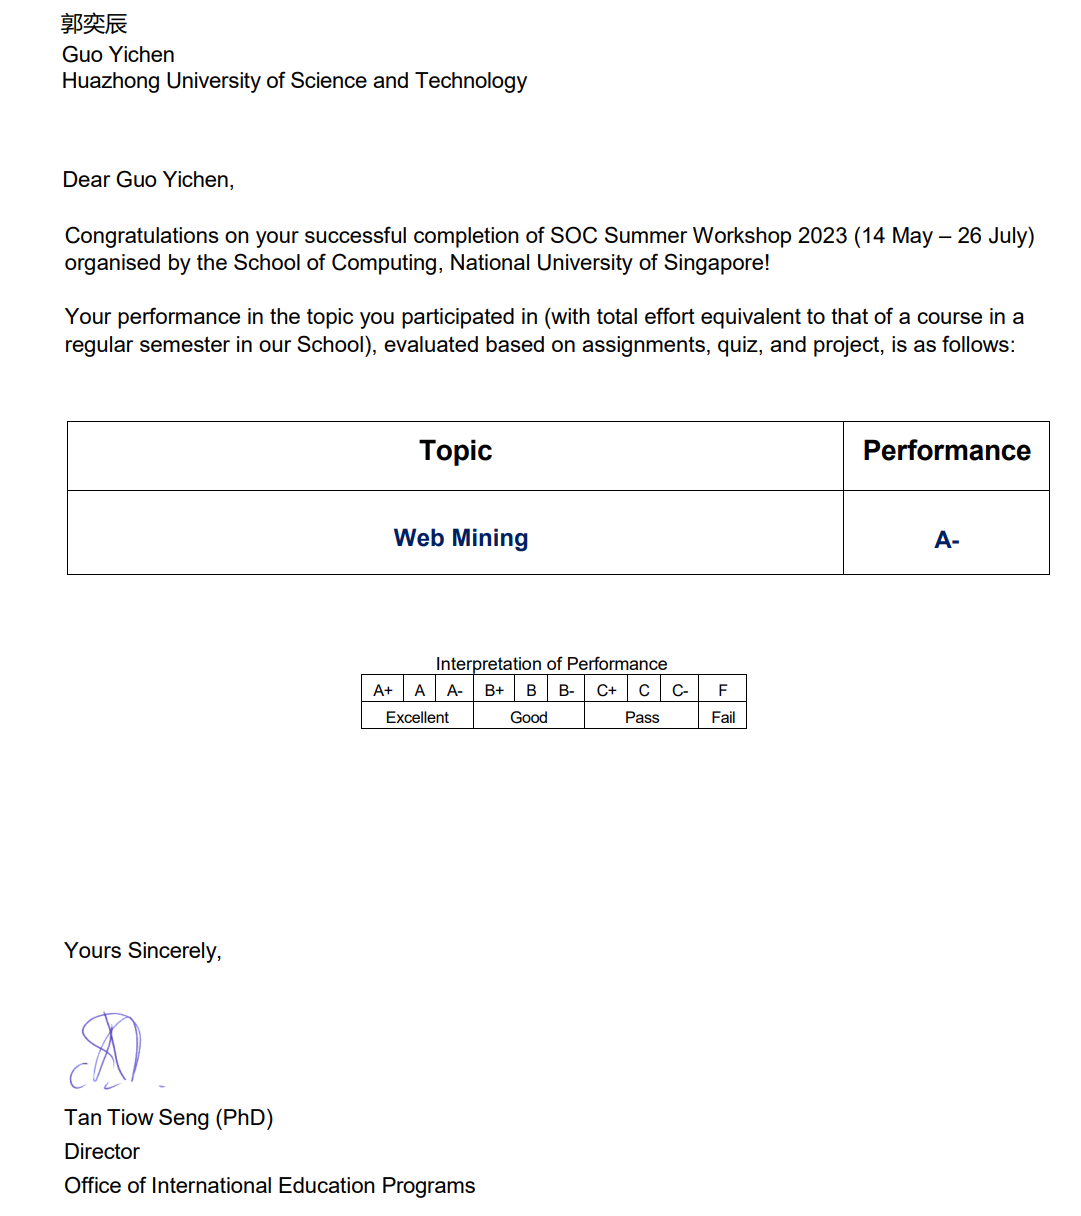 郭奕辰
Guo Yichen
Huazhong University of Science and Technology
Dear Guo Yichen,
Congratulations on your successful completion of SOC Summer Workshop 2023 (14 May – 26 July)
organised by the School of Computing, National University of Singapore!
Your performance in the topic you participated in (with total effort equivalent to that of a course in a
regular semester in our School), evaluated based on assignments, quiz, and project, is as follows:
Topic Performance
Web Mining A-
Interpretation of Performance
A+ A A- B+ B B- C+ C C- F
Excellent Good Pass Fail
Yours Sincerely,
Tan Tiow Seng (PhD)
Director
Office of International Education Programs